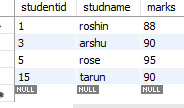 studentid studname marks
1 roshin 88
3 arshu 90
5 rose 95
15 tarun 90
NULL NULL NULL